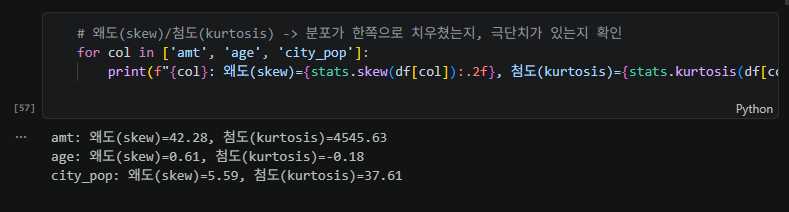 # 왜도(skew)/첨도(kurtosis) -> 분포가 한쪽으로 치우쳤는지, 극단치가 있는지 확인
for col in ['amt', 'age', 'city_pop']:
    print(f"{col}: 왜도(skew)={stats.skew(df[col]):.2f}, 첨도(kurtosis)={stats.kurtosis(df[co
[57]
Python
... amt: 왜도(skew)=42.28, 첨도(kurtosis)=4545.63
age: 왜도(skew)=0.61, 첨도(kurtosis)=-0.18
city_pop: 왜도(skew)=5.59, 첨도(kurtosis)=37.61